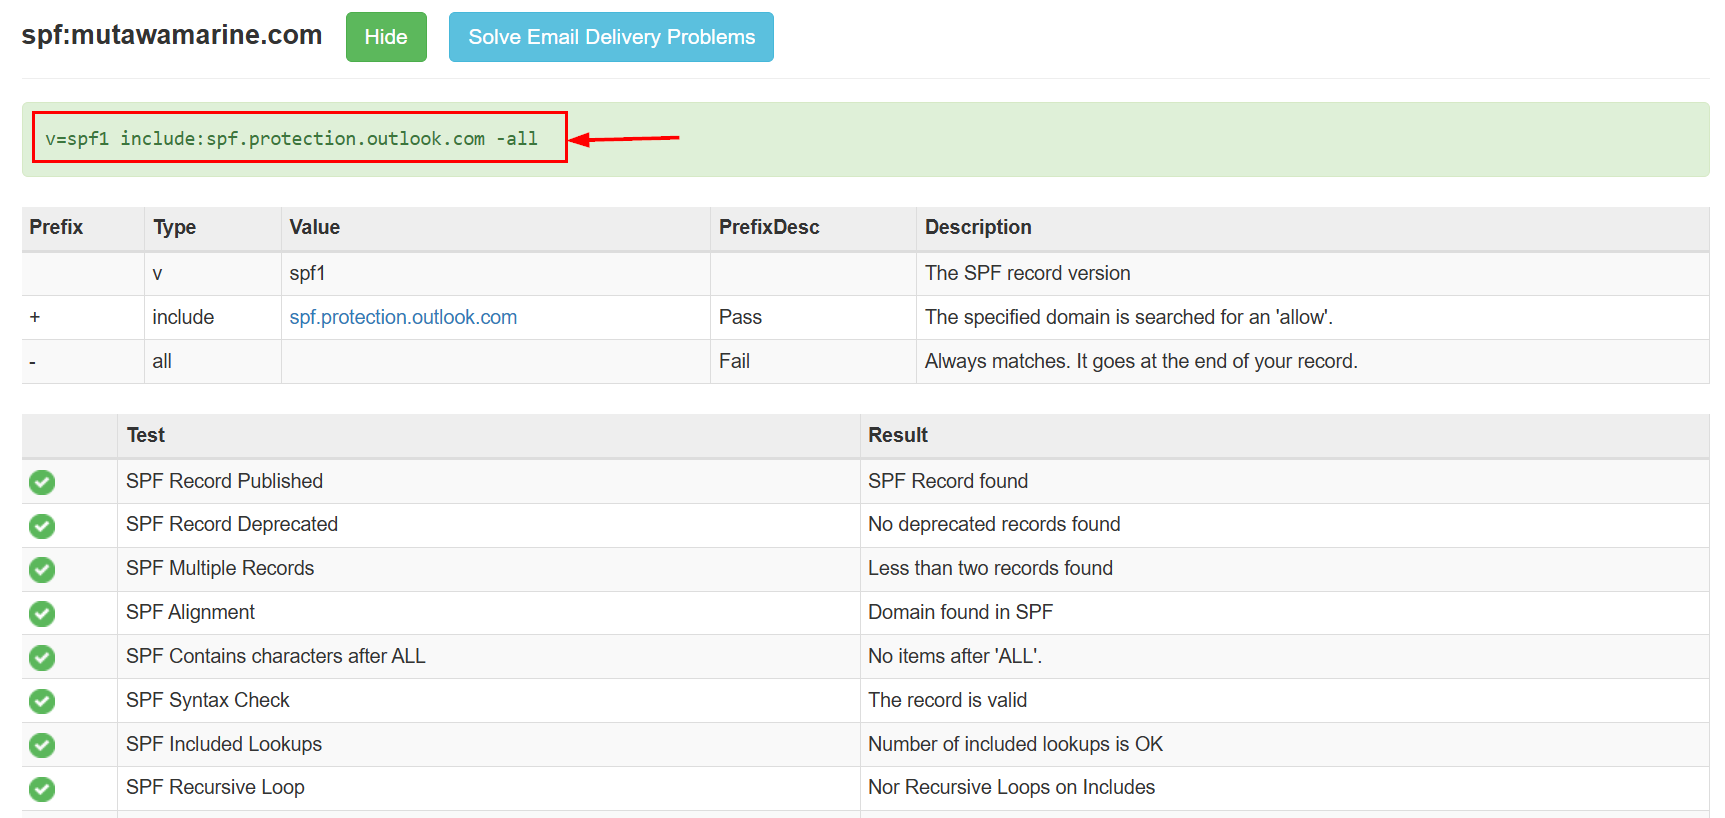 spf:mutawamarine.com Hide Solve Email Delivery Problems
v=spf1 include:spf.protection.outlook.com -all
Prefix Type Value PrefixDesc Description
v spf1 The SPF record version
+ include spf.protection.outlook.com Pass The specified domain is searched for an 'allow'.
- all Fail Always matches. It goes at the end of your record.
Test Result
SPF Record Published SPF Record found
SPF Record Deprecated No deprecated records found
SPF Multiple Records Less than two records found
SPF Alignment Domain found in SPF
SPF Contains characters after ALL No items after 'ALL'.
SPF Syntax Check The record is valid
SPF Included Lookups Number of included lookups is OK
SPF Recursive Loop Nor Recursive Loops on Includes